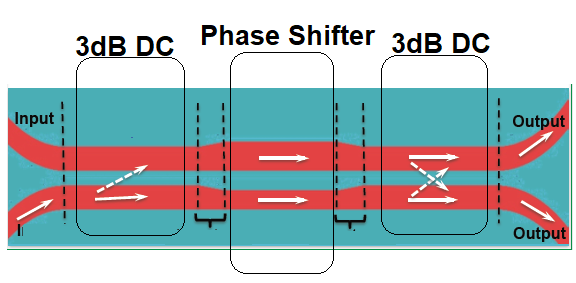 3dB DC
Phase Shifter
3dB DC
Input
Output
Output